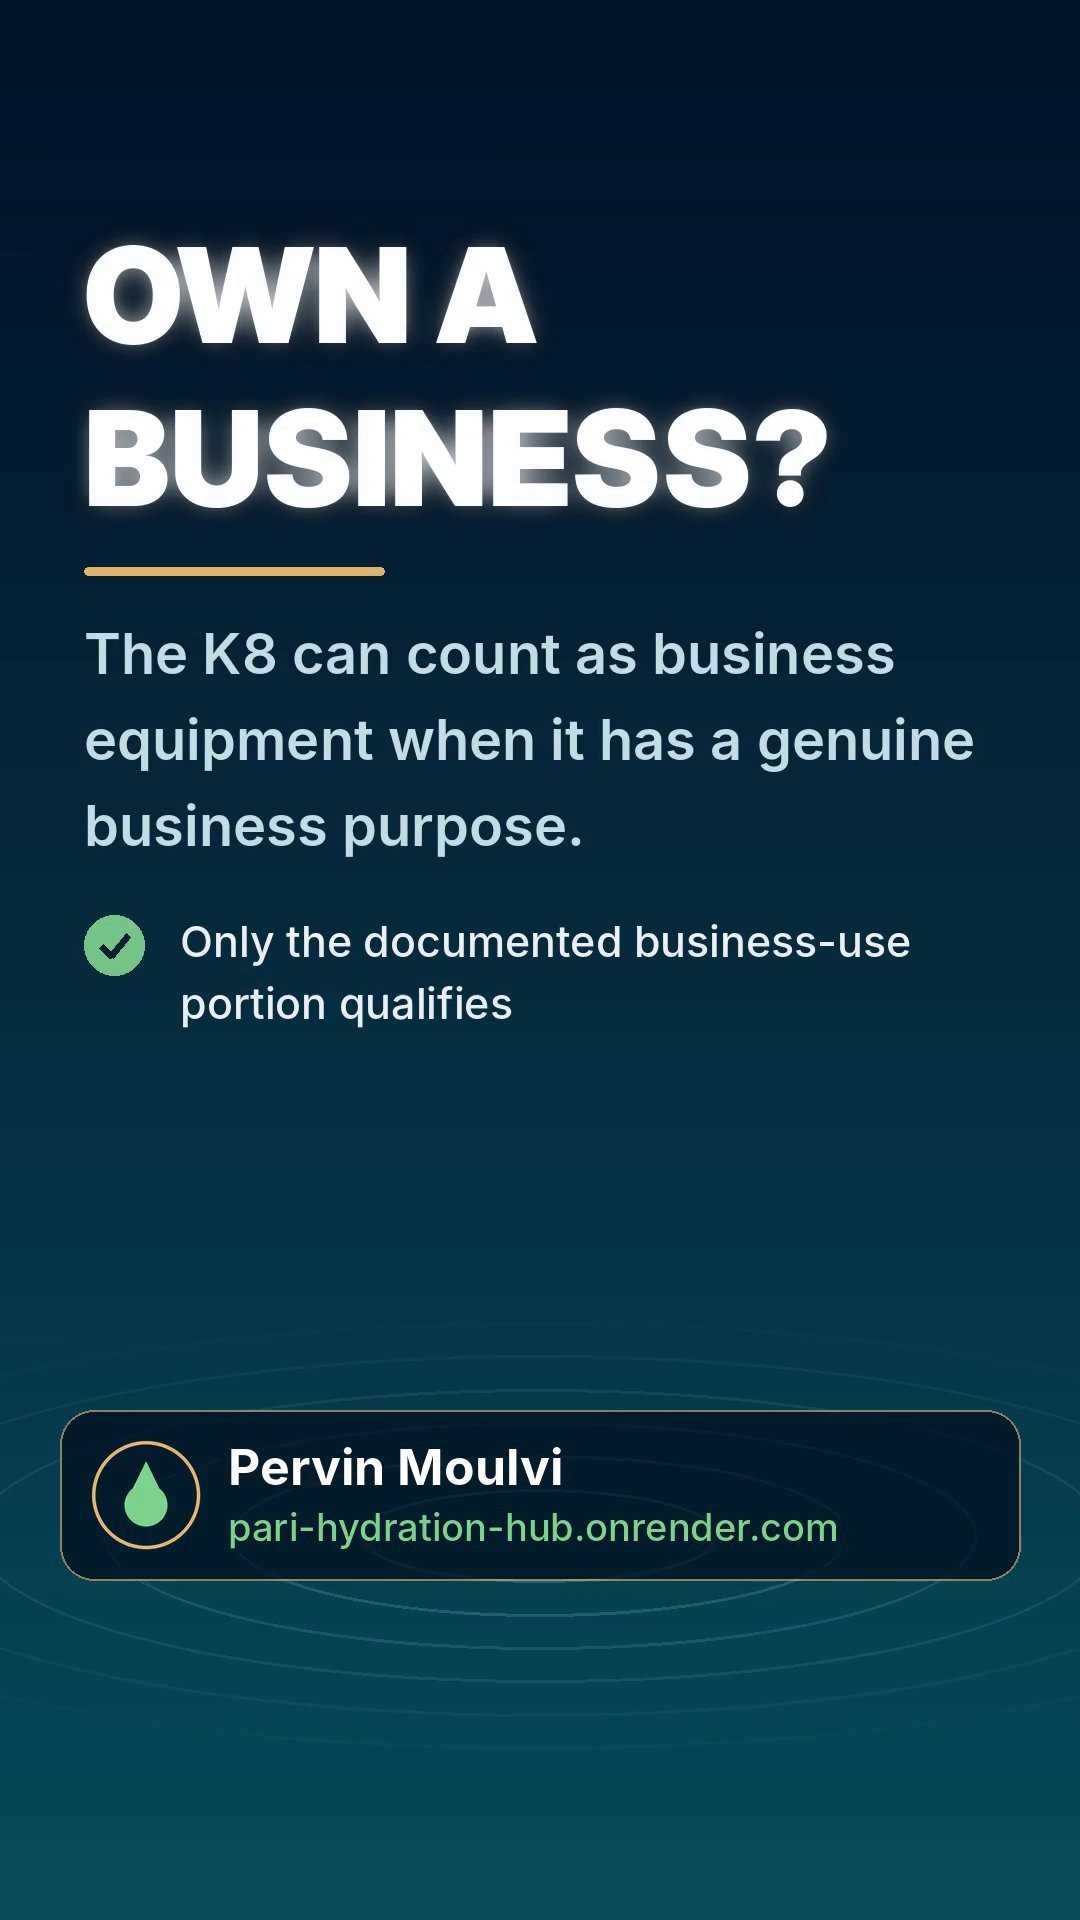 OWN A
BUSINESS?
The K8 can count as business
equipment when it has a genuine
business purpose.
Only the documented business-use
portion qualifies
Pervin Moulvi
pari-hydration-hub.onrender.com